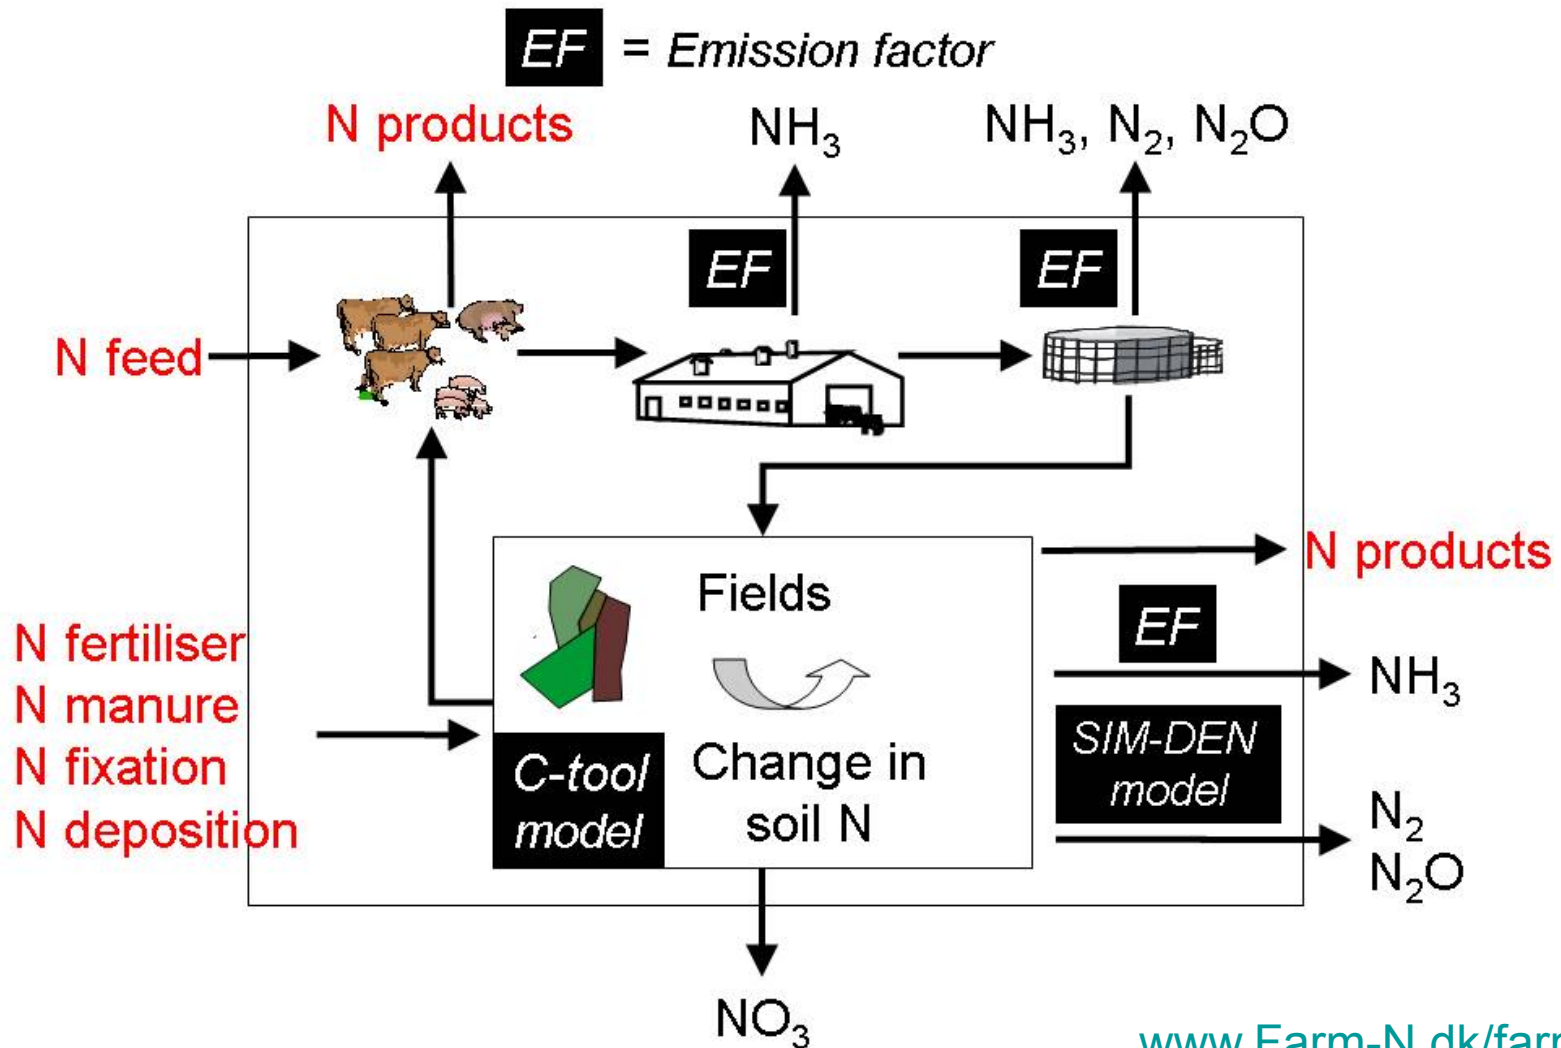 EF = Emission factor
N products
NH₃
NH₃, N₂, N₂O
EF
EF
N feed
N products
Fields
EF
N fertiliser
N manure
N fixation
N deposition
NH₃
C-tool
model
Change in
soil N
SIM-DEN
model
N₂
N₂O
NO₃
www.Farm-N.dk/farm